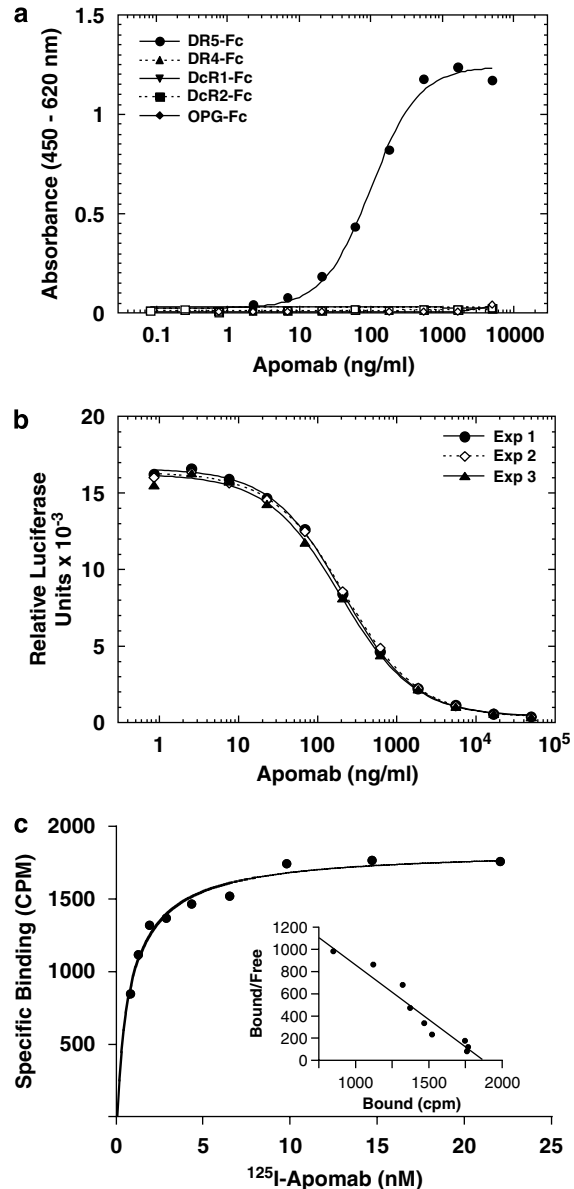 a
DR5-Fc
DR4-Fc
DcR1-Fc
DcR2-Fc
OPG-Fc
Absorbance (450 - 620 nm)
1.5
1
0.5
0
0.1 1 10 100 1000 10000
Apomab (ng/ml)
b
Exp 1
Exp 2
Exp 3
Relative Luciferase
Units x 10⁻³
20
15
10
5
0
1 10 100 1000 10⁴ 10⁵
Apomab (ng/ml)
c
Specific Binding (CPM)
2000
1500
1000
500
0 5 10 15 20 25
¹²⁵I-Apomab (nM)
Bound/Free
1200
1000
800
600
400
200
0
1000 1500 2000
Bound (cpm)